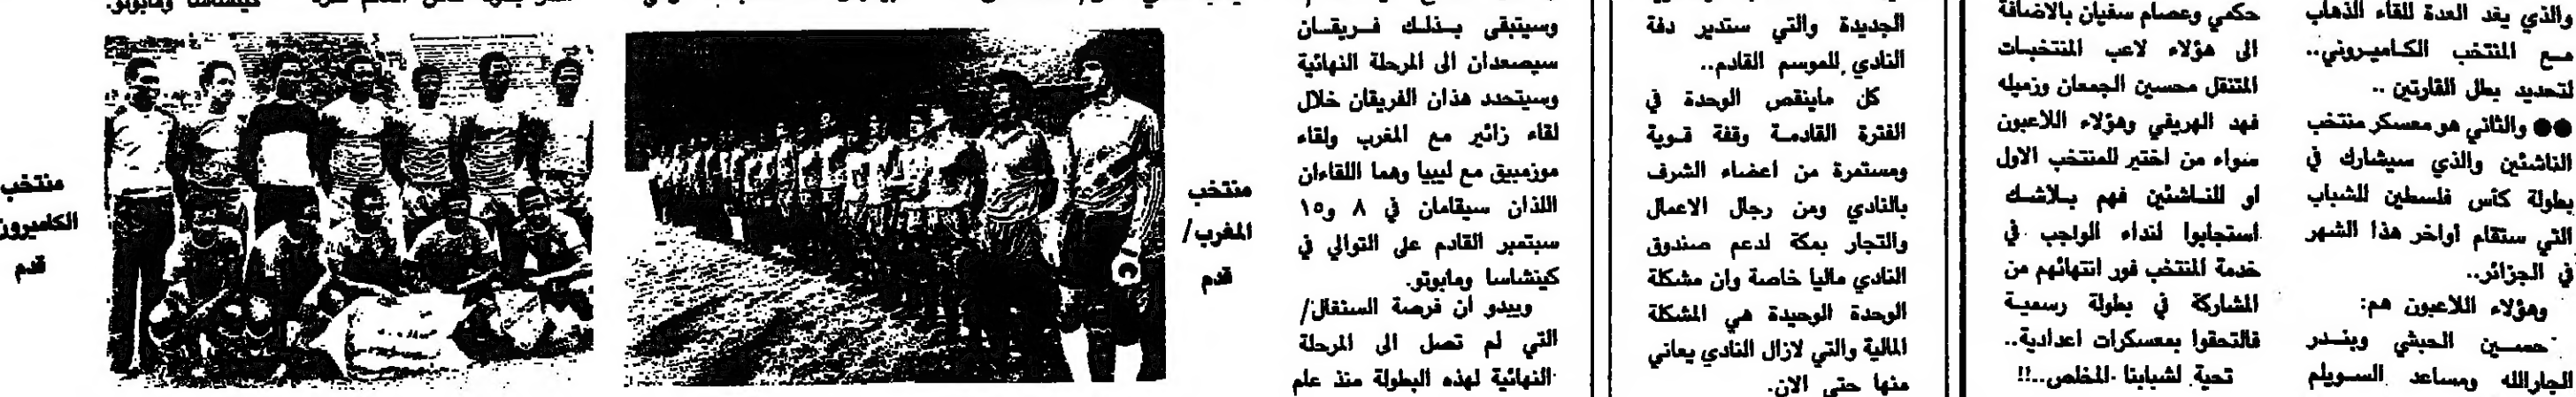 والذي يعد العدة للقاء الذهاب
مع المنتخب الكاميروني..
لتحديد بطل القارتين ..
●● والثاني هو معسكر منتخب
الناشئين والذي سيشارك في
بطولة كأس فلسطين للشباب
التي ستقام اواخر هذا الشهر
في الجزائر..
وهؤلاء اللاعبون هم:
حسين الحبشي وبندر
الجارالله ومساعد السويلم
حكمي وعصام سفيان بالاضافة
الى هؤلاء لاعب المنتخبات
المتنقل محسين الجمعان وزميله
فهد الهريفي وهؤلاء اللاعبون
سواء من اختير للمنتخب الاول
او للناشئين فهم بلاشك
استجابوا لنداء الواجب في
خدمة المنتخب فور انتهائهم من
المشاركة في بطولة رسمية
فالتحقوا بمعسكرات اعدادية..
تحية لشبابنا المخلص..!!
الجديدة والتي ستدير دفة
النادي للموسم القادم..
كل ماينقص الوحدة في
الفترة القادمة وقفة قوية
ومستمرة من اعضاء الشرف
بالنادي ومن رجال الاعمال
والتجار بمكة لدعم صندوق
النادي ماليا خاصة وان مشكلة
الوحدة الوحيدة هي المشكلة
المالية والتي لازال النادي يعاني
منها حتى الان.
وسيتبقى بذلك فريقان
سيصعدان الى المرحلة النهائية
وسيتحدد هذان الفريقان خلال
لقاء زائير مع المغرب ولقاء
موزمبيق مع ليبيا وهما اللقاءان
اللذان سيقامان في ٨ و١٥
سبتمبر القادم على التوالي في
كينشاسا ومابوتو.
ويبدو أن فرصة السنغال/
التي لم تصل الى المرحلة
النهائية لهذه البطولة منذ عام
منتخب
المغرب/
قدم
كينشاسا ومابوتو.
منتخب
الكاميرون
قدم